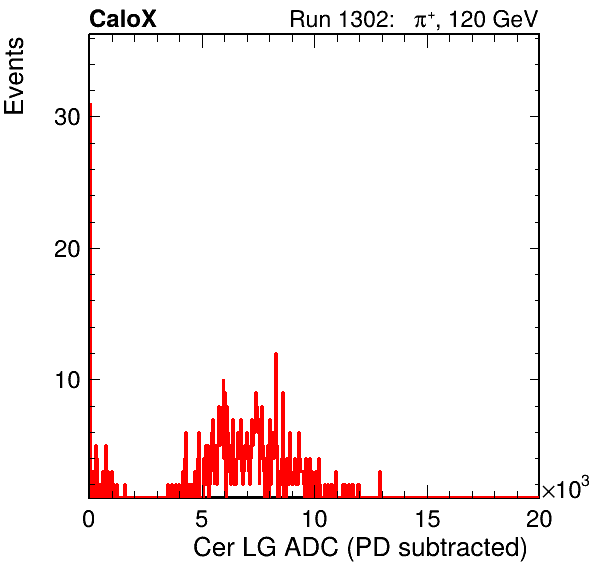 CaloX Run 1302: π⁺, 120 GeV
Events
30
20
10
0 5 10 15 20
×10³
Cer LG ADC (PD subtracted)